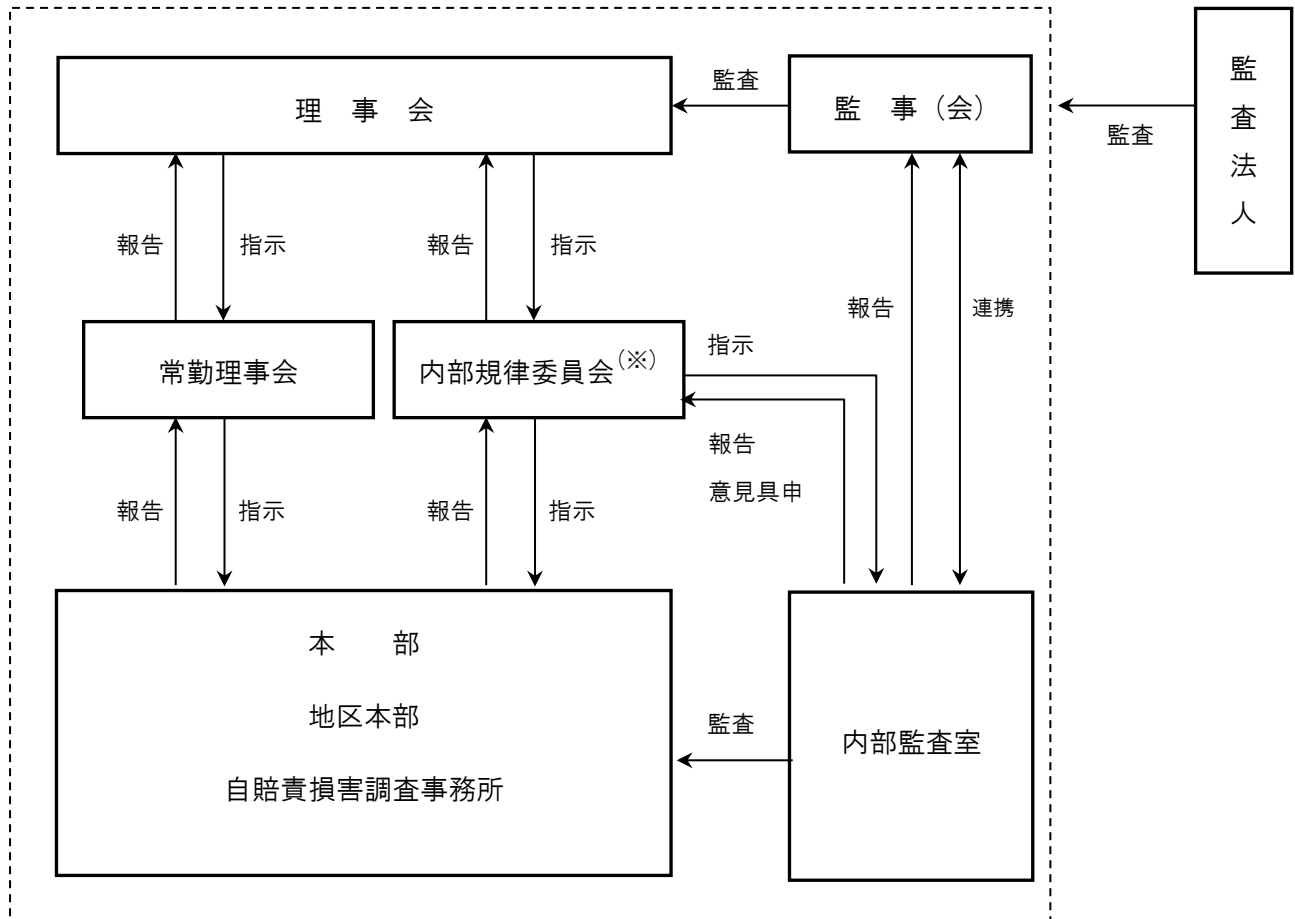 理　事　会
監査
監　事（会）
監査
監査法人
報告
指示
報告
指示
報告
連携
常勤理事会
内部規律委員会(※)
指示
報告
意見具申
報告
指示
報告
指示
本　　部
地区本部
自賠責損害調査事務所
監査
内部監査室